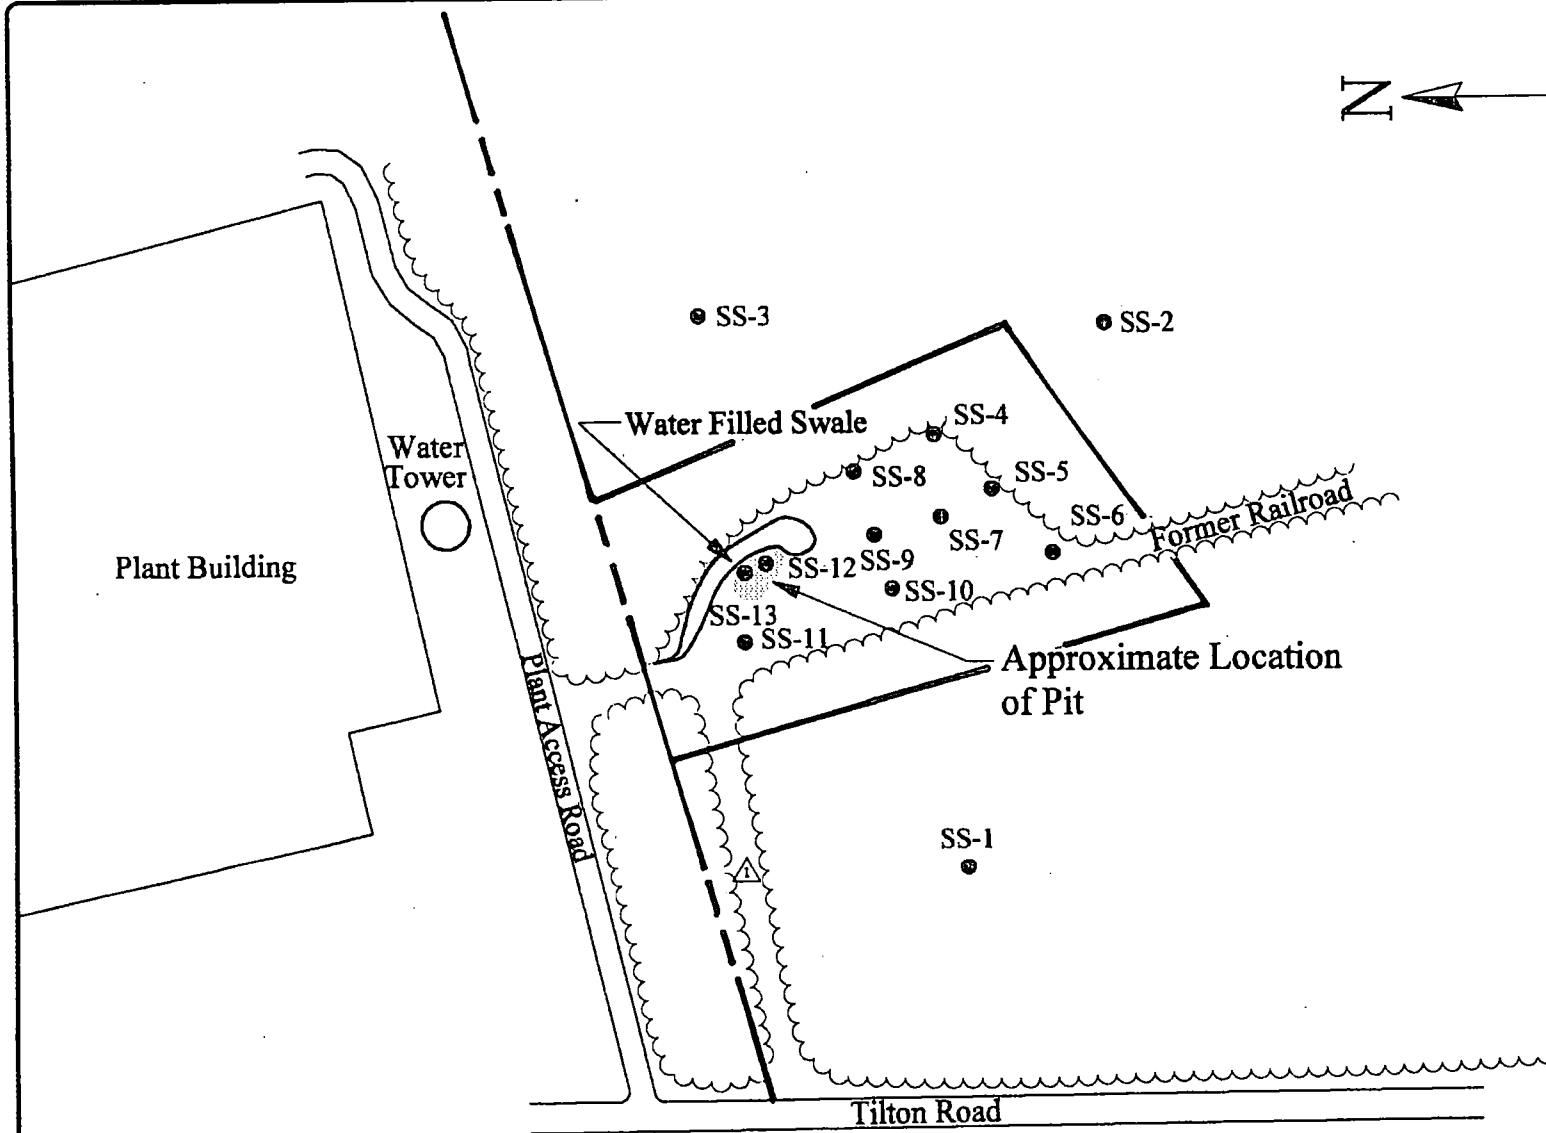 N
SS-3
SS-2
Water Filled Swale
SS-4
Water
Tower
SS-8
SS-5
SS-6
Former Railroad
SS-7
Plant Building
SS-12
SS-9
SS-10
SS-13
SS-11
Approximate Location
of Pit
Plant Access Road
SS-1
1
Tilton Road